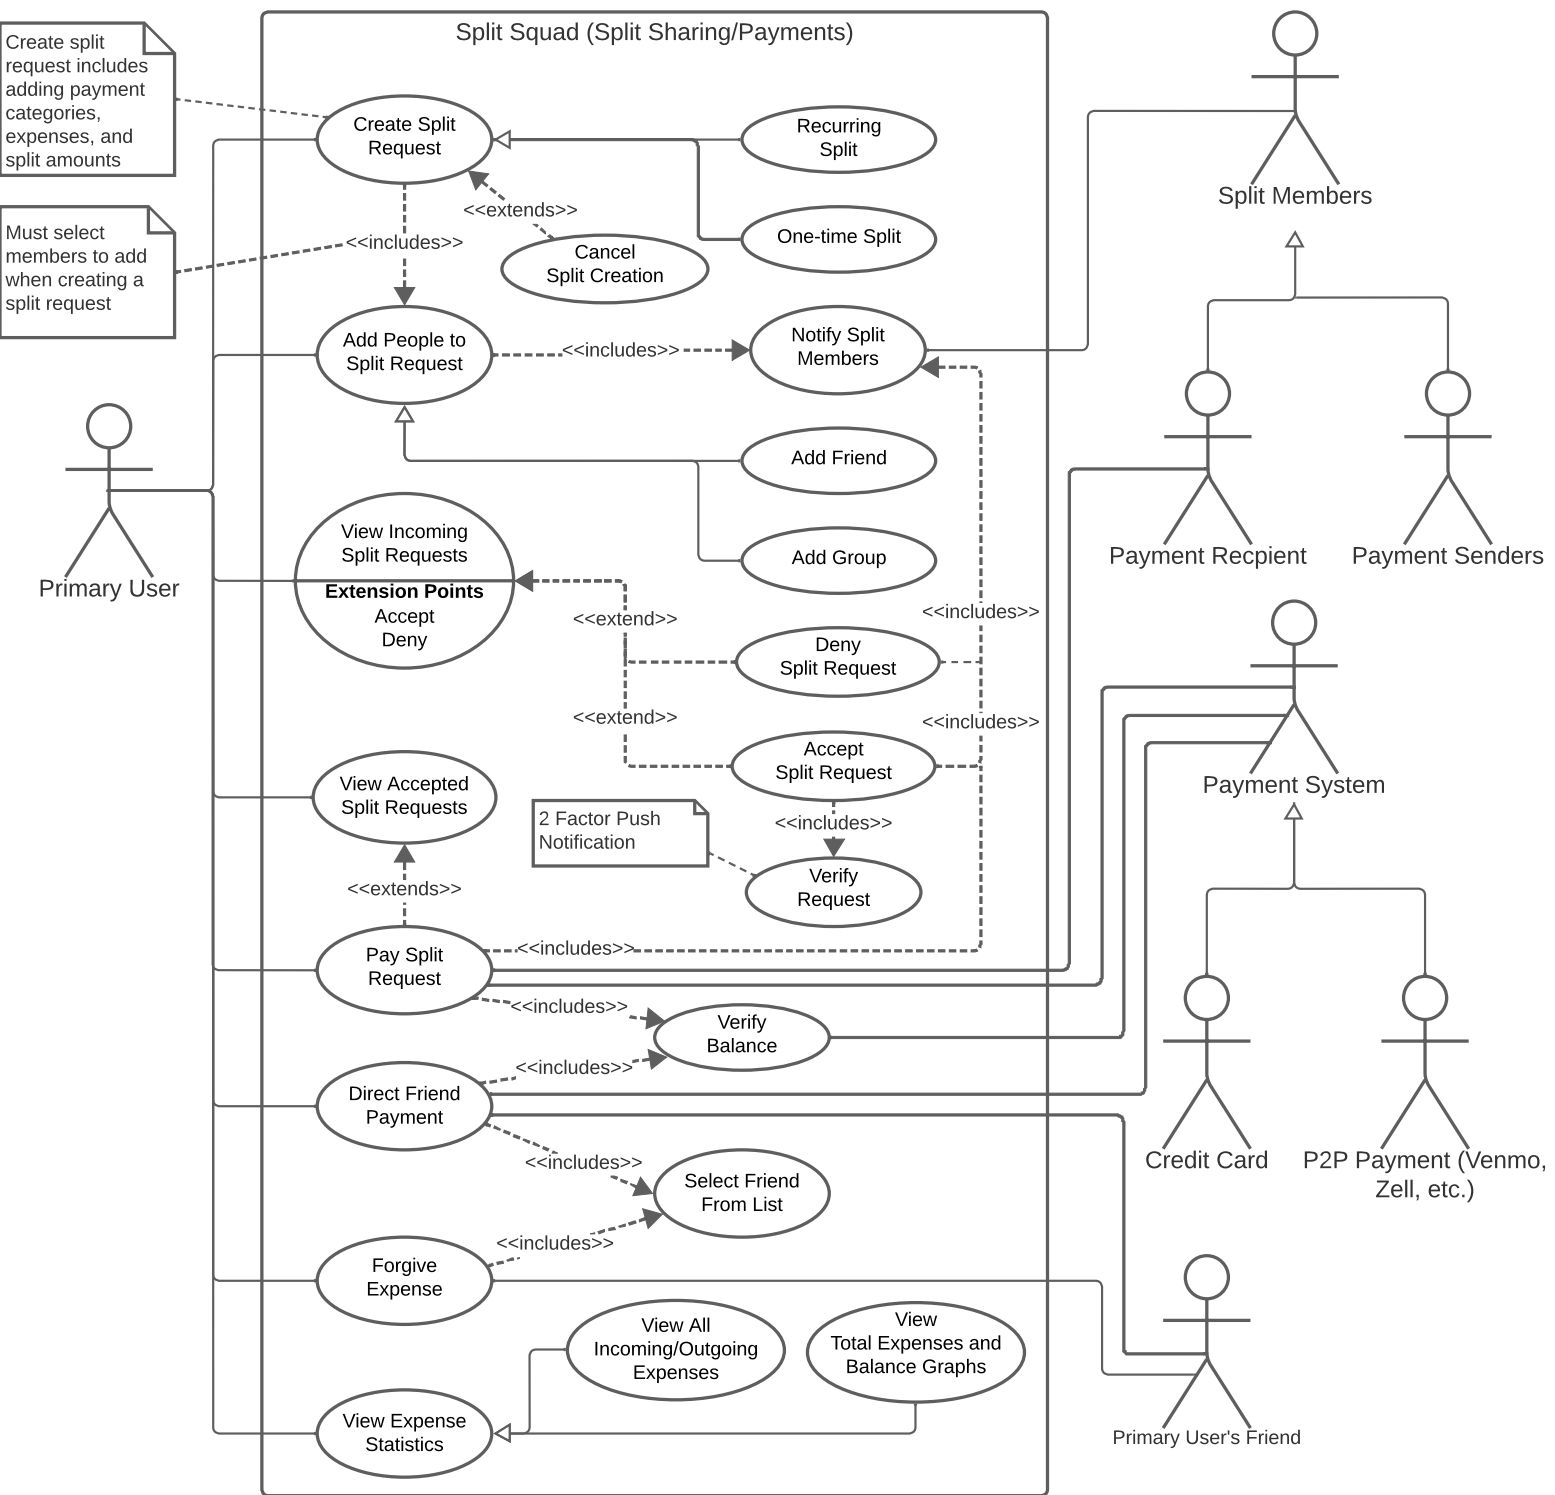 Split Squad (Split Sharing/Payments)
Create split
request includes
adding payment
categories,
expenses, and
split amounts
Create Split
Request
Recurring
Split
Split Members
<<extends>>
Must select
members to add
when creating a
split request
<<includes>>
One-time Split
Cancel
Split Creation
Add People to
Split Request
<<includes>>
Notify Split
Members
Primary User
Add Friend
View Incoming
Split Requests
Extension Points
Accept
Deny
Add Group
Payment Recpient
Payment Senders
<<extend>>
<<includes>>
Deny
Split Request
<<extend>>
<<includes>>
Accept
Split Request
View Accepted
Split Requests
Payment System
2 Factor Push
Notification
<<includes>>
Verify
Request
<<extends>>
Pay Split
Request
<<includes>>
<<includes>>
Verify
Balance
<<includes>>
Direct Friend
Payment
<<includes>>
Select Friend
From List
Credit Card
P2P Payment (Venmo,
Zell, etc.)
<<includes>>
Forgive
Expense
View All
Incoming/Outgoing
Expenses
View
Total Expenses and
Balance Graphs
View Expense
Statistics
Primary User's Friend